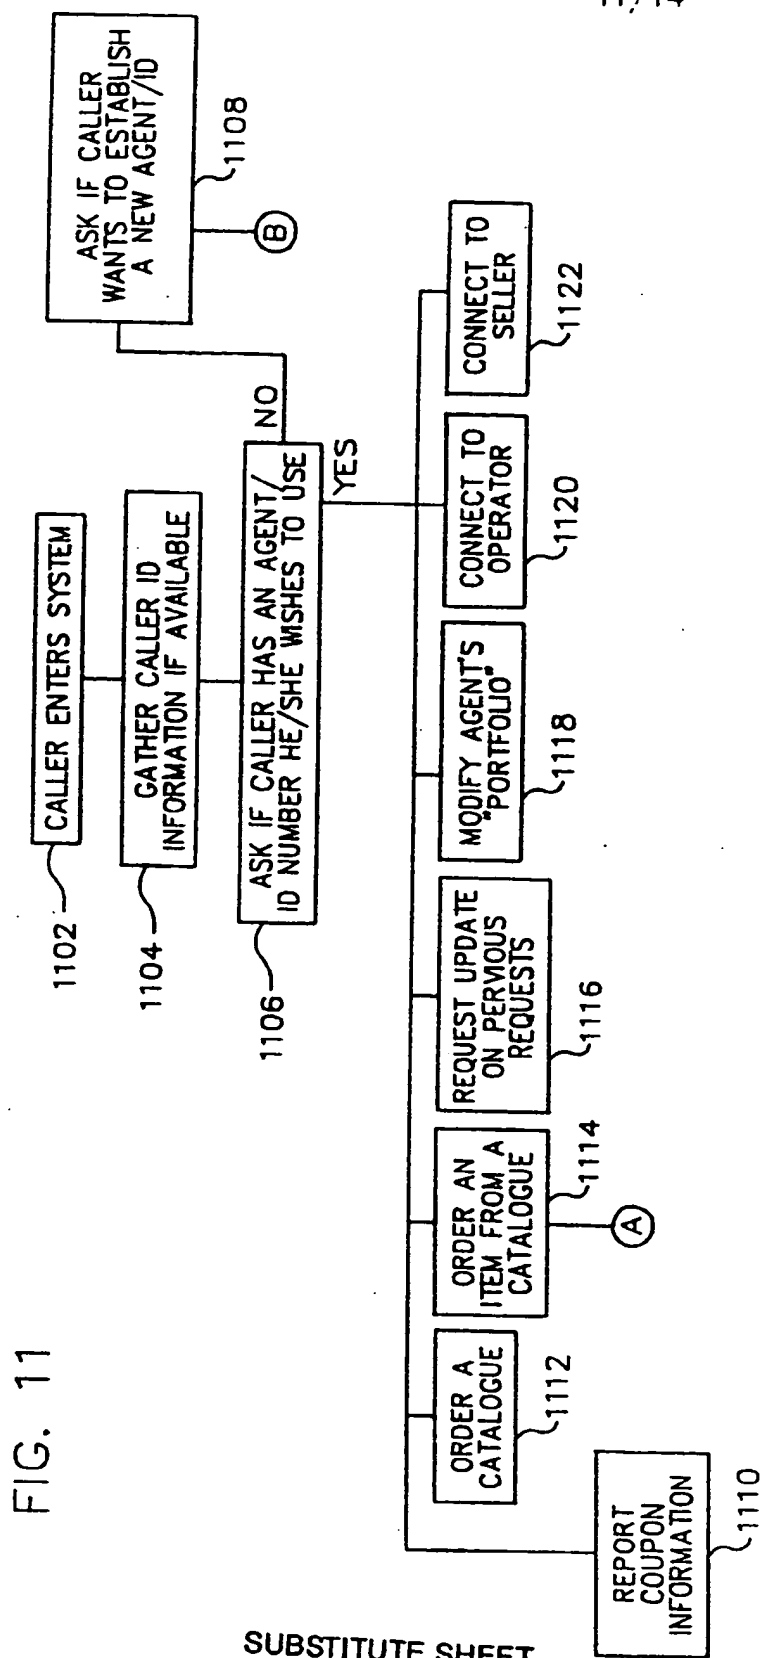 FIG. 11
1102
CALLER ENTERS SYSTEM
1104
GATHER CALLER ID
INFORMATION IF AVAILABLE
1106
ASK IF CALLER HAS AN AGENT/
ID NUMBER HE/SHE WISHES TO USE
NO
YES
ASK IF CALLER
WANTS TO ESTABLISH
A NEW AGENT/ID
1108
B
REPORT
COUPON
INFORMATION
1110
ORDER A
CATALOGUE
1112
ORDER AN
ITEM FROM A
CATALOGUE
1114
A
REQUEST UPDATE
ON PERVIOUS
REQUESTS
1116
MODIFY AGENT'S
"PORTFOLIO"
1118
CONNECT TO
OPERATOR
1120
CONNECT TO
SELLER
1122
SUBSTITUTE SHEET